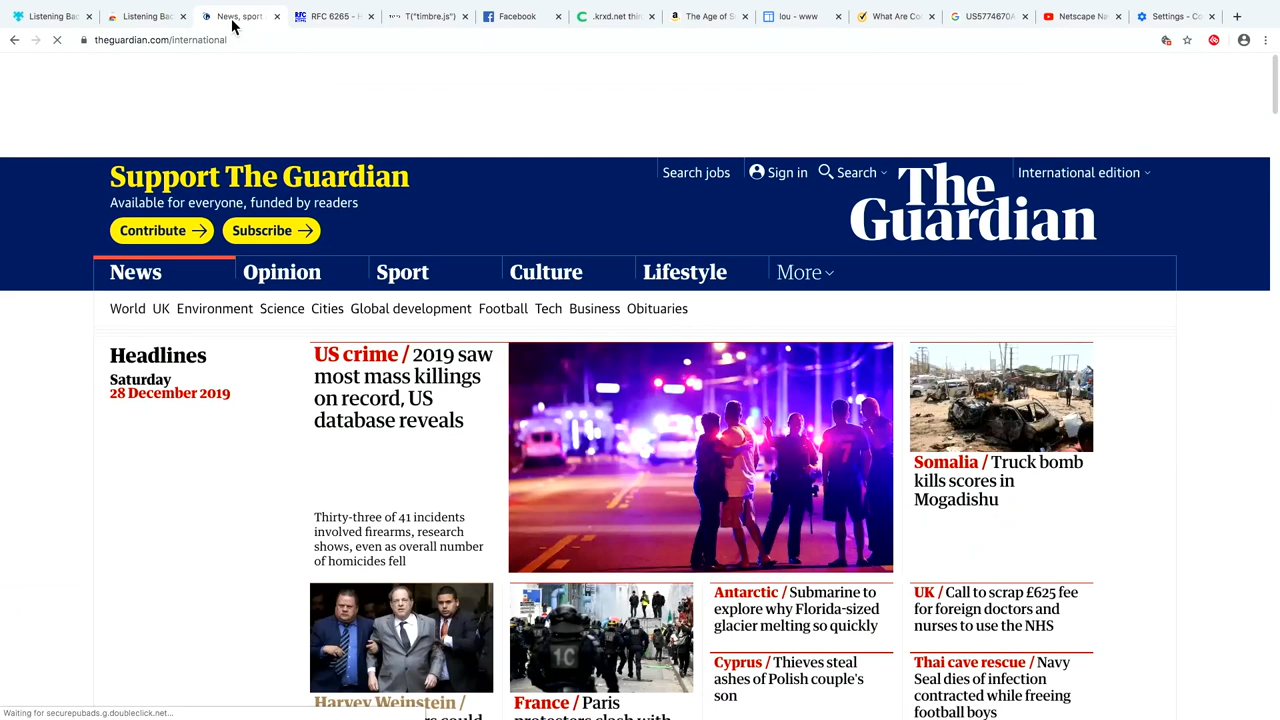 Listening Bac
Listening Bac
News, sport
RFC 6265 - H
T("timbre.js")
Facebook
.krxd.net thin
The Age of S
lou - www
What Are Co
US5774670A
Netscape Na
Settings - Co
theguardian.com/international
Support The Guardian
Available for everyone, funded by readers
Contribute
Subscribe
Search jobs
Sign in
Search
The Guardian
International edition
News
Opinion
Sport
Culture
Lifestyle
More
World UK Environment Science Cities Global development Football Tech Business Obituaries
Headlines
Saturday
28 December 2019
US crime / 2019 saw
most mass killings
on record, US
database reveals
Thirty-three of 41 incidents
involved firearms, research
shows, even as overall number
of homicides fell
Somalia / Truck bomb
kills scores in
Mogadishu
Harvey Weinstein /
France / Paris
protesters clash with
Antarctic / Submarine to
explore why Florida-sized
glacier melting so quickly
Cyprus / Thieves steal
ashes of Polish couple's
son
UK / Call to scrap £625 fee
for foreign doctors and
nurses to use the NHS
Thai cave rescue / Navy
Seal dies of infection
contracted while freeing
football boys
1C
7
Waiting for securepubads.g.doubleclick.net...